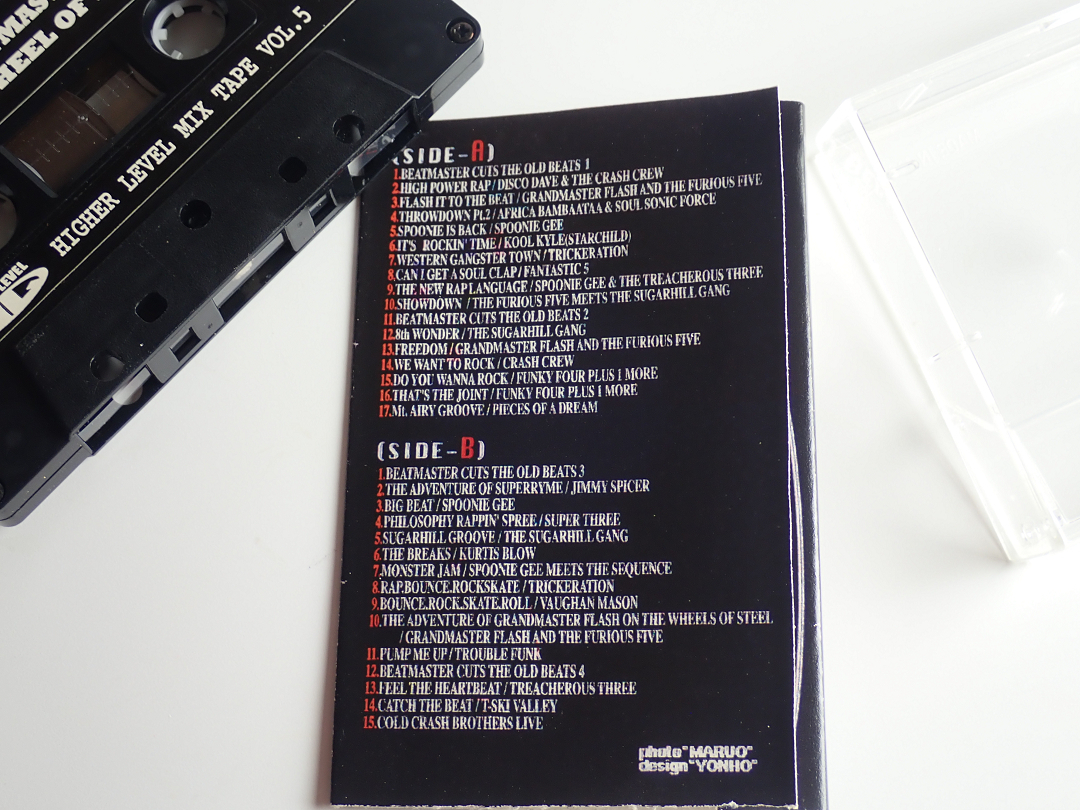 HIGHER LEVEL MIX TAPE VOL.5
LEVEL
(SIDE-A)
1.BEATMASTER CUTS THE OLD BEATS 1
2.HIGH POWER RAP/DISCO DAVE & THE CRASH CREW
3.FLASH IT TO THE BEAT/GRANDMASTER FLASH AND THE FURIOUS FIVE
4.THROWDOWN Pt.2/AFRICA BAMBAATAA & SOUL SONIC FORCE
5.SPOONIE IS BACK/SPOONIE GEE
6.IT'S ROCKIN' TIME/KOOL KYLE(STARCHILD)
7.WESTERN GANGSTER TOWN/TRICKERATION
8.CAN I GET A SOUL CLAP/FANTASTIC 5
9.THE NEW RAP LANGUAGE/SPOONIE GEE & THE TREACHEROUS THREE
10.SHOWDOWN /THE FURIOUS FIVE MEETS THE SUGARHILL GANG
11.BEATMASTER CUTS THE OLD BEATS 2
12.8th WONDER/THE SUGARHILL GANG
13.FREEDOM/GRANDMASTER FLASH AND THE FURIOUS FIVE
14.WE WANT TO ROCK/CRASH CREW
15.DO YOU WANNA ROCK/FUNKY FOUR PLUS 1 MORE
16.THAT'S THE JOINT/FUNKY FOUR PLUS 1 MORE
17.Mt. AIRY GROOVE/PIECES OF A DREAM
(SIDE-B)
1.BEATMASTER CUTS THE OLD BEATS 3
2.THE ADVENTURE OF SUPERRYME/JIMMY SPICER
3.BIG BEAT/SPOONIE GEE
4.PHILOSOPHY RAPPIN' SPREE/SUPER THREE
5.SUGARHILL GROOVE/THE SUGARHILL GANG
6.THE BREAKS/KURTIS BLOW
7.MONSTER JAM/SPOONIE GEE MEETS THE SEQUENCE
8.RAP.BOUNCE.ROCKSKATE/TRICKERATION
9.BOUNCE.ROCK.SKATE.ROLL/VAUGHAN MASON
10.THE ADVENTURE OF GRANDMASTER FLASH ON THE WHEELS OF STEEL
/GRANDMASTER FLASH AND THE FURIOUS FIVE
11.PUMP ME UP/TROUBLE FUNK
12.BEATMASTER CUTS THE OLD BEATS 4
13.FEEL THE HEARTBEAT/TREACHEROUS THREE
14.CATCH THE BEAT/T-SKI VALLEY
15.COLD CRASH BROTHERS LIVE
photo"MARUO"
design"YONHO"